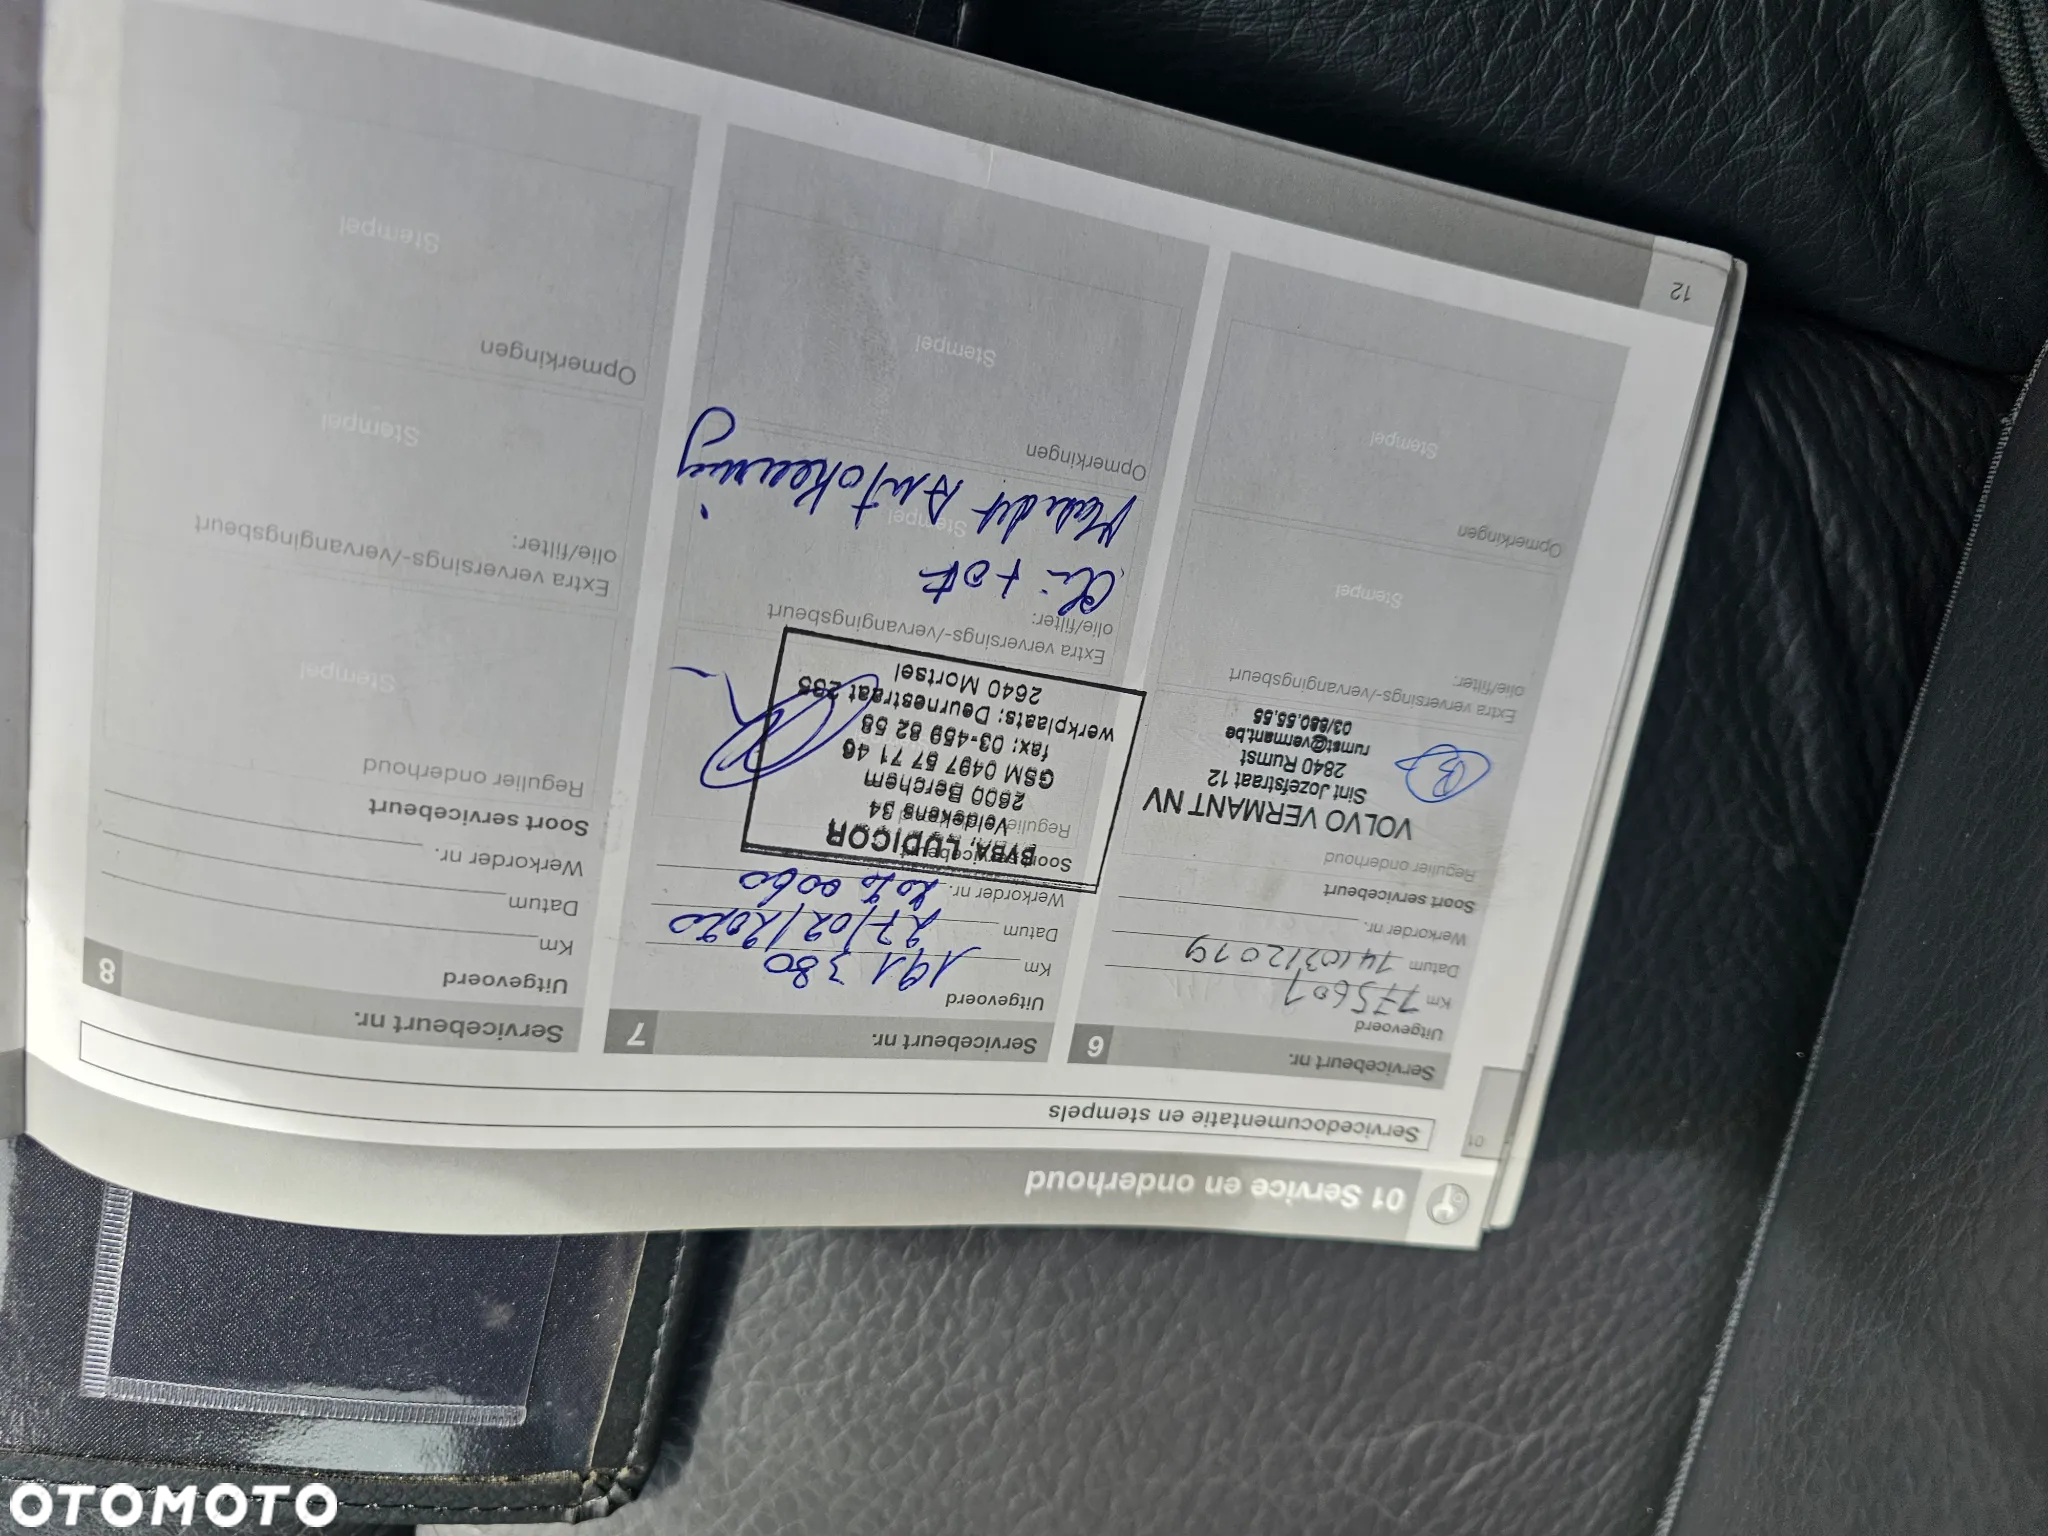 01 Service en onderhoud
01
Servicedocumentatie en stempels
Servicebeurt nr. 6
Uitgevoerd
Km
Datum 14/03/2019
Werkorder nr.
Soort servicebeurt
Regulier onderhoud
VOLVO VERMANT NV
Sint Jozefstraat 12
2840 Rumst
rumst@vermant.be
03/880.55.55
Extra verversings-/vervangingsbeurt
olie/filter:
Stempel
Opmerkingen
Stempel
Servicebeurt nr. 7
Uitgevoerd
Km 191 380
Datum 27/02/2020
Werkorder nr.
Soort servicebeurt
Regulier
BVBA LUDICOR
Veldekens 34
2600 Berchem
GSM 0497 57 71 46
fax: 03-459 82 58
werkplaats: Deurnestraat 265
2640 Mortsel
Extra verversings-/vervangingsbeurt
olie/filter:
Stempel
Opmerkingen
Stempel
Servicebeurt nr. 8
Uitgevoerd
Km
Datum
Werkorder nr.
Soort servicebeurt
Regulier onderhoud
Stempel
Extra verversings-/vervangingsbeurt
olie/filter:
Stempel
Opmerkingen
Stempel
12
OTOMOTO